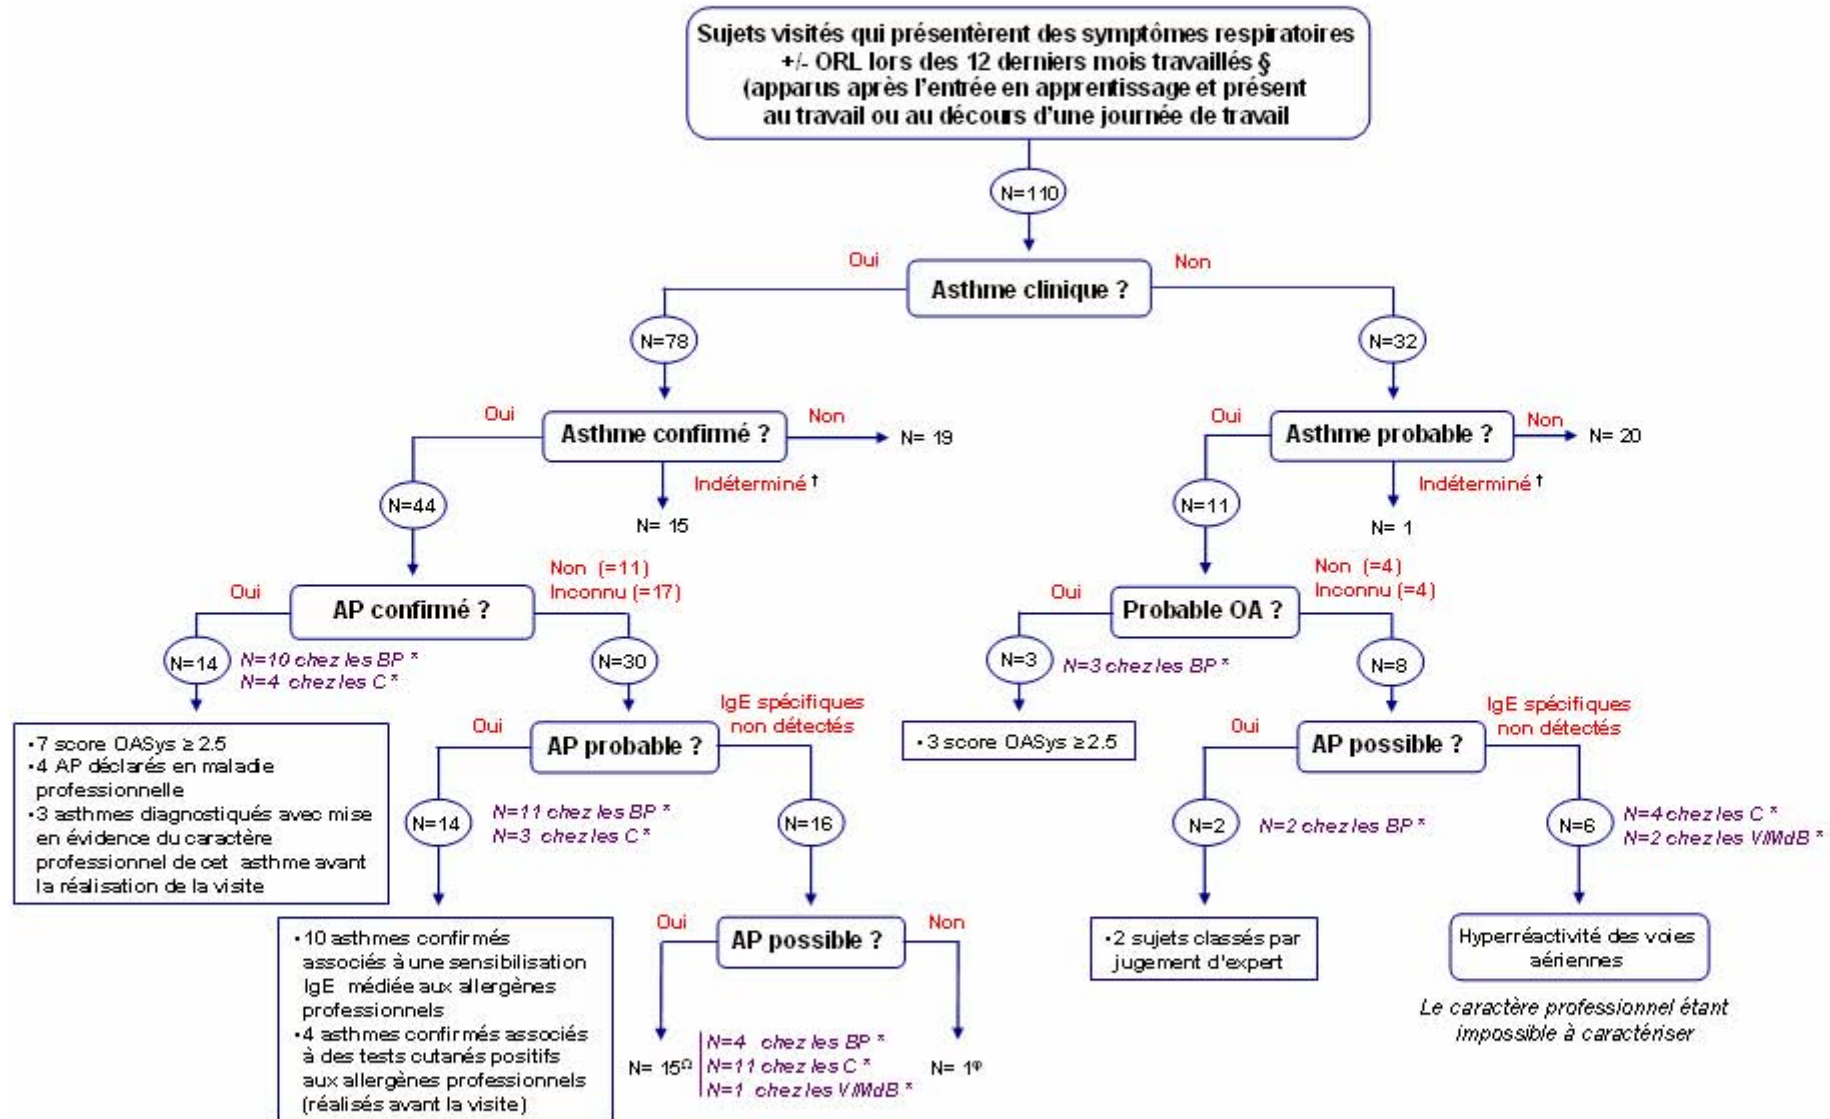 Sujets visités qui présentèrent des symptômes respiratoires
+/- ORL lors des 12 derniers mois travaillés §
(apparus après l'entrée en apprentissage et présent
au travail ou au décours d'une journée de travail
N=110
Oui
Non
Asthme clinique ?
N=78
N=32
Oui
Asthme confirmé ?
Non
N= 19
Indéterminé †
N= 15
N=44
Oui
Asthme probable ?
Non
N= 20
Indéterminé †
N= 1
N=11
Oui
AP confirmé ?
Non (=11)
Inconnu (=17)
N=14
N=10 chez les BP *
N=4 chez les C *
N=30
Oui
Probable OA ?
Non (=4)
Inconnu (=4)
N=3
N=3 chez les BP *
N=8
•7 score OASys ≥ 2.5
•4 AP déclarés en maladie
professionnelle
•3 asthmes diagnostiqués avec mise
en évidence du caractère
professionnel de cet asthme avant
la réalisation de la visite
Oui
AP probable ?
IgE spécifiques
non détectés
N=14
N=11 chez les BP *
N=3 chez les C *
N=16
•3 score OASys ≥ 2.5
Oui
AP possible ?
IgE spécifiques
non détectés
N=2
N=2 chez les BP *
N=6
N=4 chez les C *
N=2 chez les V/MdB *
•10 asthmes confirmés
associés à une sensibilisation
IgE médiée aux allergènes
professionnels
•4 asthmes confirmés associés
à des tests cutanés positifs
aux allergènes professionnels
(réalisés avant la visite)
Oui
AP possible ?
Non
N= 15Ω
N=4 chez les BP *
N=11 chez les C *
N=1 chez les V/MdB *
N= 1φ
•2 sujets classés par
jugement d'expert
Hyperréactivité des voies
aériennes
Le caractère professionnel étant
impossible à caractériser